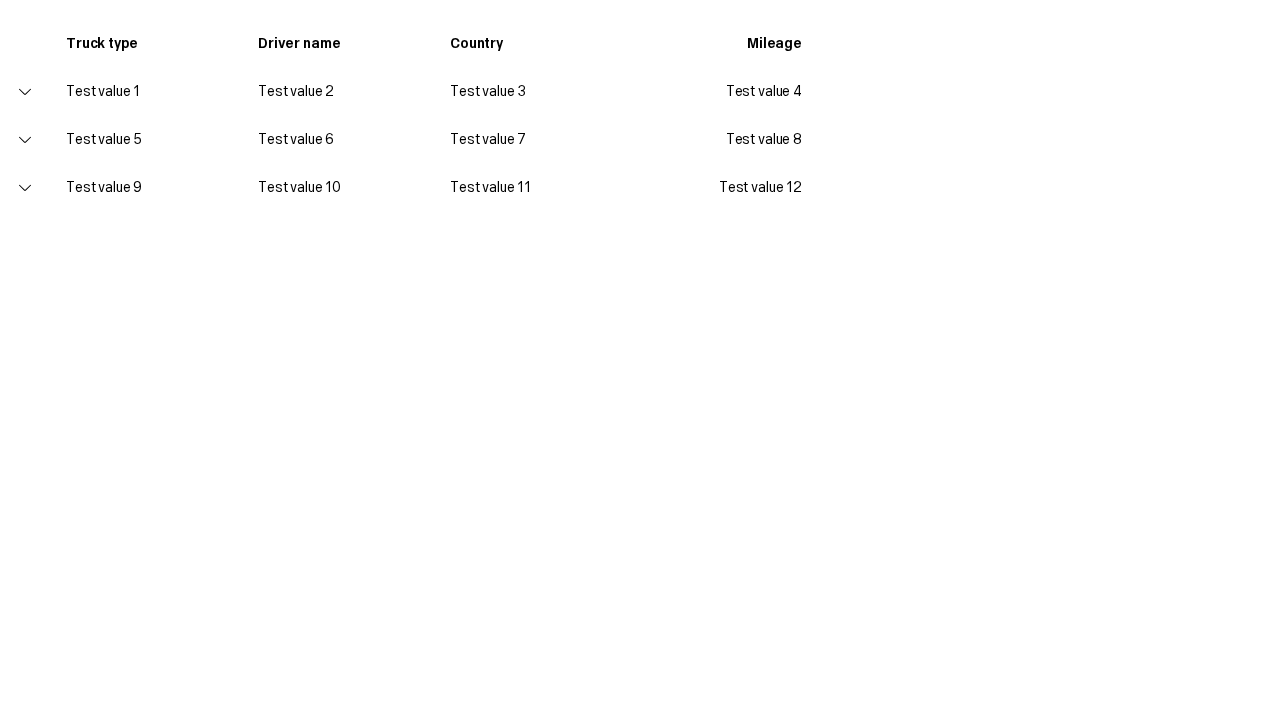 Truck type Driver name Country Mileage
Test value 1 Test value 2 Test value 3 Test value 4
Test value 5 Test value 6 Test value 7 Test value 8
Test value 9 Test value 10 Test value 11 Test value 12